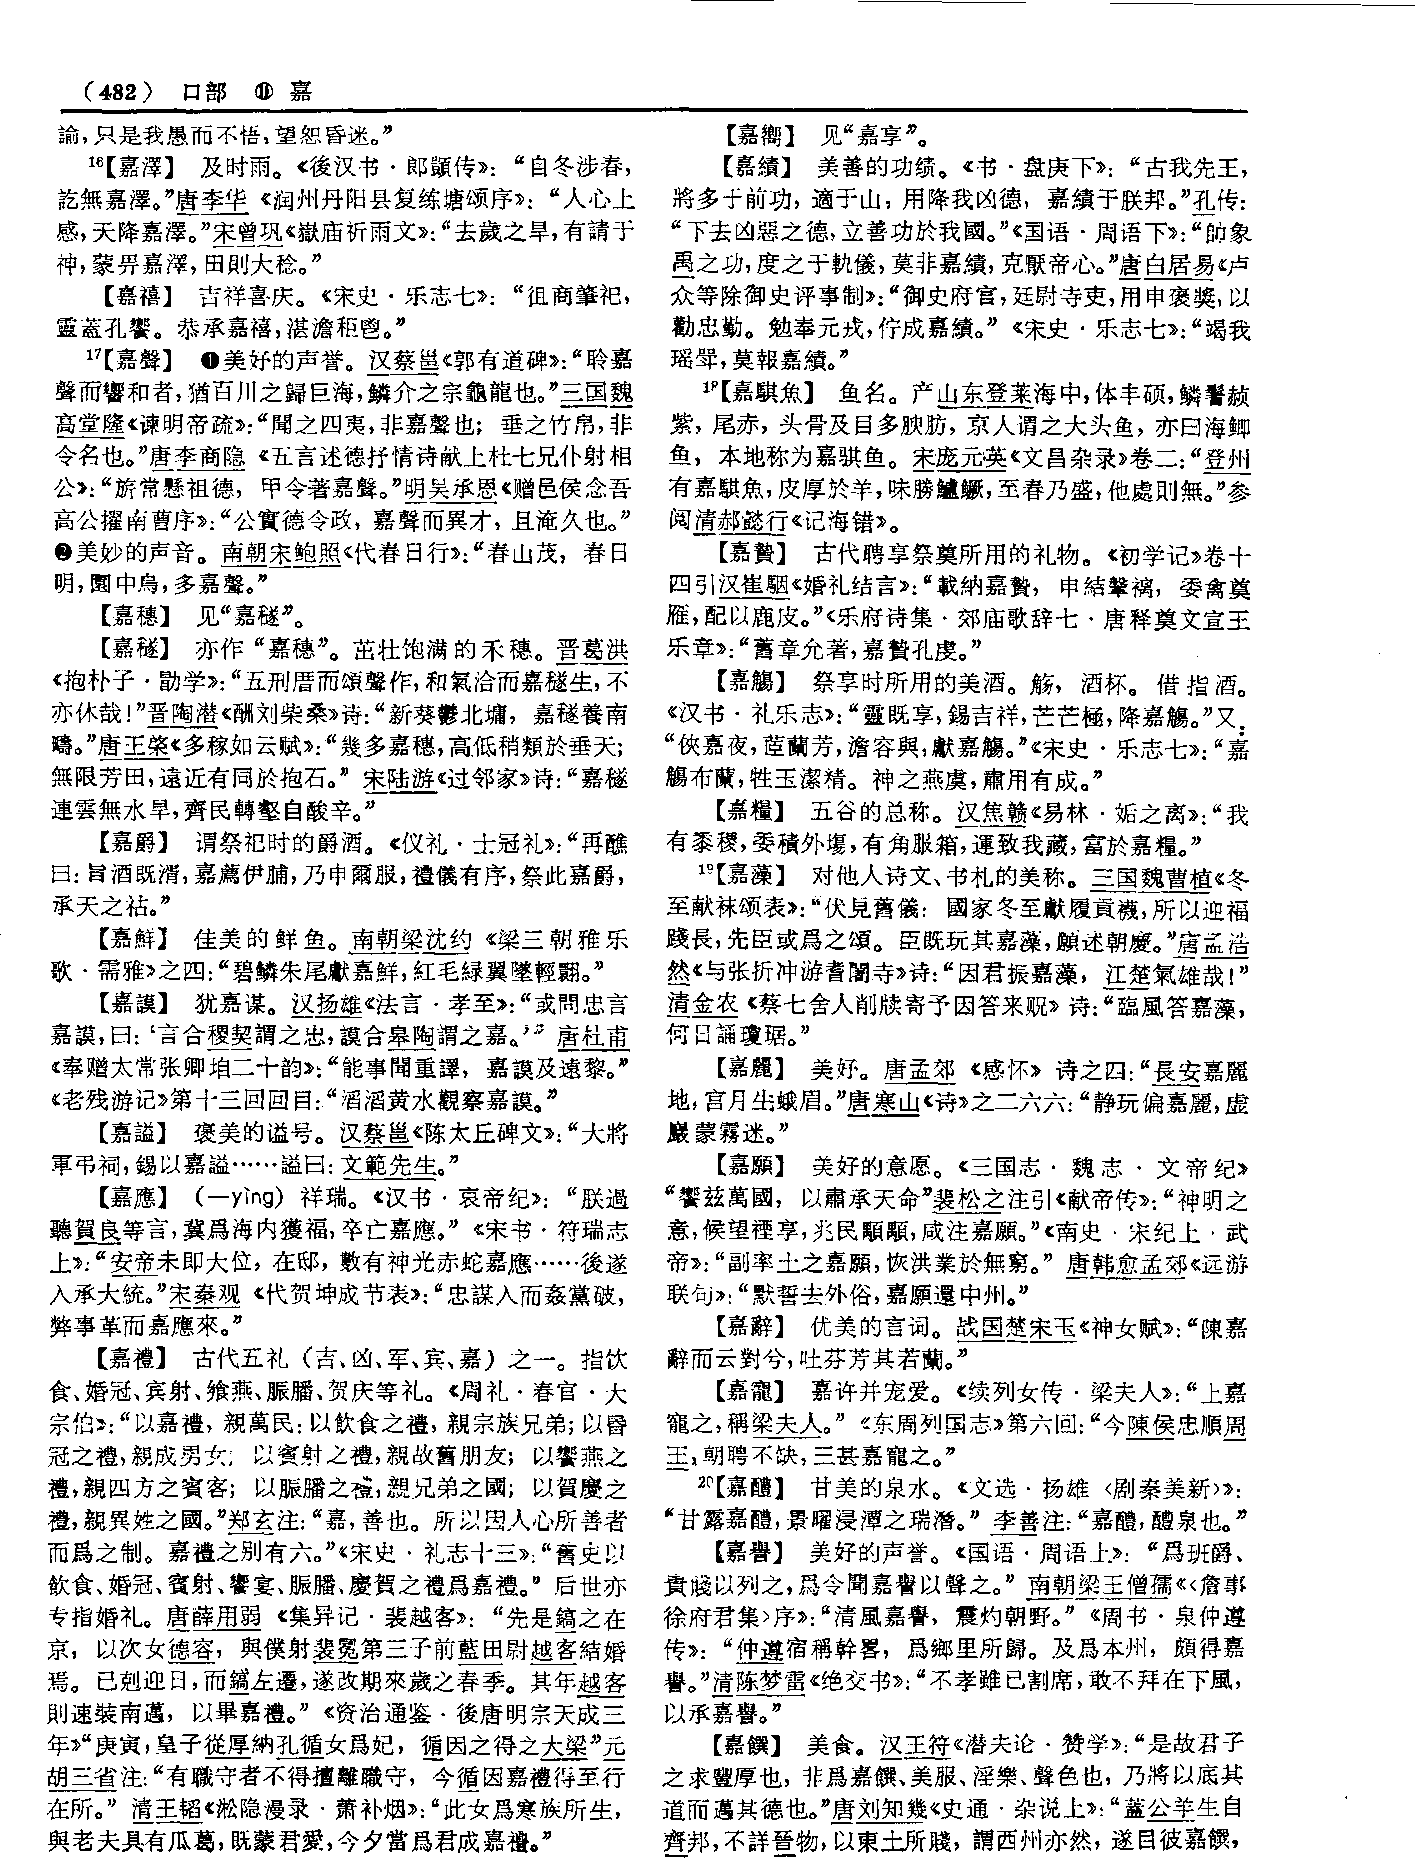 （482） 口部 ⑪ 嘉
諭，只是我愚而不悟，望恕昏迷。”
16【嘉澤】 及时雨。《後汉书·郎顗传》：“自冬涉春，
訖無嘉澤。”唐李华《润州丹阳县复练塘颂序》：“人心上
感，天降嘉澤。”宋曾巩《嶽庙祈雨文》：“去歲之旱，有請于
神，蒙畀嘉澤，田則大稔。”
【嘉禧】 吉祥喜庆。《宋史·乐志七》：“徂商肇祀，
靈蓋孔饗。恭承嘉禧，湛澹秬鬯。”
17【嘉聲】 ❶美好的声誉。汉蔡邕《郭有道碑》：“聆嘉
聲而響和者，猶百川之歸巨海，鱗介之宗龜龍也。”三国魏
高堂隆《谏明帝疏》：“聞之四夷，非嘉聲也；垂之竹帛，非
令名也。”唐李商隐《五言述德抒情诗献上杜七兄仆射相
公》：“旂常懸祖德，甲令著嘉聲。”明吴承恩《赠邑侯念吾
高公擢南曹序》：“公實德令政，嘉聲而異才，且淹久也。”
❷美妙的声音。南朝宋鲍照《代春日行》：“春山茂，春日
明，園中鳥，多嘉聲。”
【嘉穗】 见“嘉穟”。
【嘉穟】 亦作“嘉穗”。茁壮饱满的禾穗。晋葛洪
《抱朴子·勖学》：“五刑厝而頌聲作，和氣洽而嘉穟生，不
亦休哉！”晋陶潜《酬刘柴桑》诗：“新葵鬱北墉，嘉穟養南
疇。”唐王棨《多稼如云赋》：“幾多嘉穗，高低稍類於垂天；
無限芳田，遠近有同於抱石。”宋陆游《过邻家》诗：“嘉穟
連雲無水旱，齊民轉壑自酸辛。”
【嘉爵】 谓祭祀时的爵酒。《仪礼·士冠礼》：“再醮
曰：旨酒既湑，嘉薦伊脯，乃申爾服，禮儀有序，祭此嘉爵，
承天之祜。”
【嘉鮮】 佳美的鲜鱼。南朝梁沈约《梁三朝雅乐
歌·需雅》之四：“碧鱗朱尾獻嘉鮮，紅毛綠翼墜輕翾。”
【嘉謨】 犹嘉谋。汉扬雄《法言·孝至》：“或問忠言
嘉謨，曰：‘言合稷契謂之忠，謨合皋陶謂之嘉。’”唐杜甫
《奉赠太常张卿垍二十韵》：“能事聞重譯，嘉謨及遠黎。”
《老残游记》第十三回回目：“滔滔黄水觀察嘉謨。”
【嘉謚】 褒美的谥号。汉蔡邕《陈太丘碑文》：“大將
軍弔祠，錫以嘉謚……謚曰：文範先生。”
【嘉應】 （—yìng）祥瑞。《汉书·哀帝纪》：“朕過
聽賀良等言，冀爲海内獲福，卒亡嘉應。”《宋书·符瑞志
上》：“安帝未即大位，在邸，數有神光赤蛇嘉應……後遂
入承大統。”宋秦观《代贺坤成节表》：“忠謀入而姦黨破，
弊事革而嘉應來。”
【嘉禮】 古代五礼（吉、凶、军、宾、嘉）之一。指饮
食、婚冠、宾射、飨燕、脤膰、贺庆等礼。《周礼·春官·大
宗伯》：“以嘉禮，親萬民：以飲食之禮，親宗族兄弟；以昏
冠之禮，親成男女；以賓射之禮，親故舊朋友；以饗燕之
禮，親四方之賓客；以脤膰之禮，親兄弟之國；以賀慶之
禮，親異姓之國。”郑玄注：“嘉，善也。所以因人心所善者
而爲之制。嘉禮之别有六。”《宋史·礼志十三》：“舊史以
飲食、婚冠、賓射、饗宴、脤膰、慶賀之禮爲嘉禮。”后世亦
专指婚礼。唐薛用弱《集异记·裴越客》：“先是鎬之在
京，以次女德容，與僕射裴冕第三子前藍田尉越客結婚
焉。已剋迎日，而鎬左遷，遂改期來歲之春季。其年越客
則速裝南邁，以畢嘉禮。”《资治通鉴·後唐明宗天成三
年》“庚寅，皇子從厚納孔循女爲妃，循因之得之大梁”元
胡三省注：“有職守者不得擅離職守，今循因嘉禮得至行
在所。”清王韬《淞隐漫录·萧补烟》：“此女爲寒族所生，
與老夫具有瓜葛，既蒙君愛，今夕當爲君成嘉禮。”
【嘉嚮】 见“嘉享”。
【嘉績】 美善的功绩。《书·盘庚下》：“古我先王，
將多于前功，適于山，用降我凶德，嘉績于朕邦。”孔传：
“下去凶惡之德，立善功於我國。”《国语·周语下》：“帥象
禹之功，度之于軌儀，莫非嘉績，克厭帝心。”唐白居易《卢
众等除御史评事制》：“御史府官，廷尉寺吏，用申褒獎，以
勸忠勤。勉奉元戎，佇成嘉績。”《宋史·乐志七》：“竭我
瑶斝，莫報嘉績。”
18【嘉騏魚】 鱼名。产山东登莱海中，体丰硕，鳞鬐赪
紫，尾赤，头骨及目多腴肪，京人谓之大头鱼，亦曰海鲫
鱼，本地称为嘉骐鱼。宋庞元英《文昌杂录》卷二：“登州
有嘉騏魚，皮厚於羊，味勝鱸鱖，至春乃盛，他處則無。”参
阅清郝懿行《记海错》。
【嘉贄】 古代聘享祭奠所用的礼物。《初学记》卷十
四引汉崔駰《婚礼结言》：“載納嘉贄，申結鞶褵，委禽奠
雁，配以鹿皮。”《乐府诗集·郊庙歌辞七·唐释奠文宣王
乐章》：“舊章允著，嘉贄孔虔。”
【嘉觴】 祭享时所用的美酒。觞，酒杯。借指酒。
《汉书·礼乐志》：“靈既享，錫吉祥，芒芒極，降嘉觴。”又：
“俠嘉夜，茝蘭芳，澹容與，獻嘉觴。”《宋史·乐志七》：“嘉
觴布蘭，牲玉潔精。神之燕虞，肅用有成。”
【嘉糧】 五谷的总称。汉焦赣《易林·姤之离》：“我
有黍稷，委積外場，有角服箱，運致我藏，富於嘉糧。”
19【嘉藻】 对他人诗文、书札的美称。三国魏曹植《冬
至献袜颂表》：“伏見舊儀：國家冬至獻履貢襪，所以迎福
踐長，先臣或爲之頌。臣既玩其嘉藻，願述朝慶。”唐孟浩
然《与张折冲游耆闍寺》诗：“因君振嘉藻，江楚氣雄哉！”
清金农《蔡七舍人削牍寄予因答来贶》诗：“臨風答嘉藻，
何日誦瓊琚。”
【嘉麗】 美好。唐孟郊《感怀》诗之四：“長安嘉麗
地，宫月生蛾眉。”唐寒山《诗》之二六六：“静玩偏嘉麗，虚
巖蒙霧迷。”
【嘉願】 美好的意愿。《三国志·魏志·文帝纪》
“饗兹萬國，以肅承天命”裴松之注引《献帝传》：“神明之
意，候望禋享，兆民顒顒，咸注嘉願。”《南史·宋纪上·武
帝》：“副率土之嘉願，恢洪業於無窮。”唐韩愈孟郊《远游
联句》：“默誓去外俗，嘉願還中州。”
【嘉辭】 优美的言词。战国楚宋玉《神女赋》：“陳嘉
辭而云對兮，吐芬芳其若蘭。”
【嘉寵】 嘉许并宠爱。《续列女传·梁夫人》：“上嘉
寵之，稱梁夫人。”《东周列国志》第六回：“今陳侯忠順周
王，朝聘不缺，三甚嘉寵之。”
20【嘉醴】 甘美的泉水。《文选·扬雄〈剧秦美新〉》：
“甘露嘉醴，景曜浸潭之瑞潛。”李善注：“嘉醴，醴泉也。”
【嘉譽】 美好的声誉。《国语·周语上》：“爲班爵、
貴賤以列之，爲令聞嘉譽以聲之。”南朝梁王僧孺《〈詹事
徐府君集〉序》：“清風嘉譽，震灼朝野。”《周书·泉仲遵
传》：“仲遵宿稱幹畧，爲鄉里所歸。及爲本州，頗得嘉
譽。”清陈梦雷《绝交书》：“不孝雖已割席，敢不拜在下風，
以承嘉譽。”
【嘉饌】 美食。汉王符《潜夫论·赞学》：“是故君子
之求豐厚也，非爲嘉饌、美服、淫樂、聲色也，乃將以底其
道而邁其德也。”唐刘知幾《史通·杂说上》：“蓋公羊生自
齊邦，不詳晉物，以東土所賤，謂西州亦然，遂目彼嘉饌，